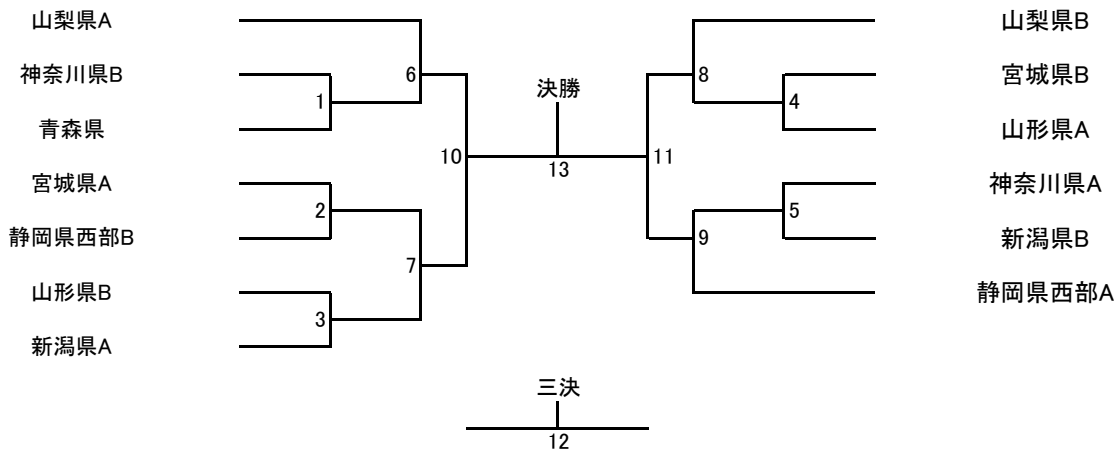 山梨県A
神奈川県B
青森県
宮城県A
静岡県西部B
山形県B
新潟県A
6
1
2
7
3
10
決勝
13
11
8
4
5
9
山梨県B
宮城県B
山形県A
神奈川県A
新潟県B
静岡県西部A
三決
12